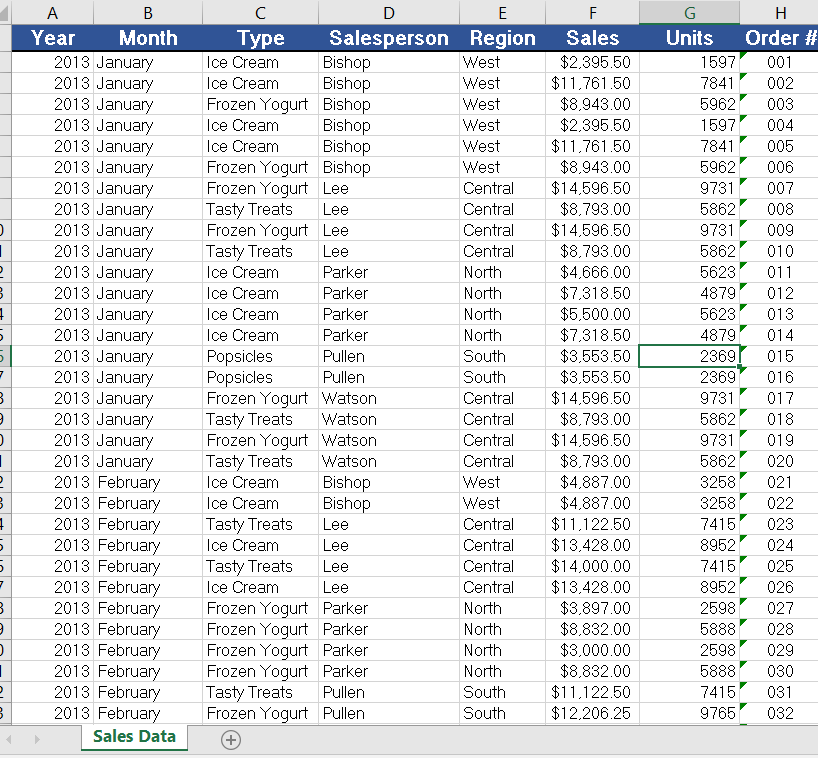 A B C D E F G H
Year Month Type Salesperson Region Sales Units Order #
2013 January Ice Cream Bishop West $2,395.50 1597 001
2013 January Ice Cream Bishop West $11,761.50 7841 002
2013 January Frozen Yogurt Bishop West $8,943.00 5962 003
2013 January Ice Cream Bishop West $2,395.50 1597 004
2013 January Ice Cream Bishop West $11,761.50 7841 005
2013 January Frozen Yogurt Bishop West $8,943.00 5962 006
2013 January Frozen Yogurt Lee Central $14,596.50 9731 007
2013 January Tasty Treats Lee Central $8,793.00 5862 008
2013 January Frozen Yogurt Lee Central $14,596.50 9731 009
2013 January Tasty Treats Lee Central $8,793.00 5862 010
2013 January Ice Cream Parker North $4,666.00 5623 011
2013 January Ice Cream Parker North $7,318.50 4879 012
2013 January Ice Cream Parker North $5,500.00 5623 013
2013 January Ice Cream Parker North $7,318.50 4879 014
2013 January Popsicles Pullen South $3,553.50 2369 015
2013 January Popsicles Pullen South $3,553.50 2369 016
2013 January Frozen Yogurt Watson Central $14,596.50 9731 017
2013 January Tasty Treats Watson Central $8,793.00 5862 018
2013 January Frozen Yogurt Watson Central $14,596.50 9731 019
2013 January Tasty Treats Watson Central $8,793.00 5862 020
2013 February Ice Cream Bishop West $4,887.00 3258 021
2013 February Ice Cream Bishop West $4,887.00 3258 022
2013 February Tasty Treats Lee Central $11,122.50 7415 023
2013 February Ice Cream Lee Central $13,428.00 8952 024
2013 February Tasty Treats Lee Central $14,000.00 7415 025
2013 February Ice Cream Lee Central $13,428.00 8952 026
2013 February Frozen Yogurt Parker North $3,897.00 2598 027
2013 February Frozen Yogurt Parker North $8,832.00 5888 028
2013 February Frozen Yogurt Parker North $3,000.00 2598 029
2013 February Frozen Yogurt Parker North $8,832.00 5888 030
2013 February Tasty Treats Pullen South $11,122.50 7415 031
2013 February Frozen Yogurt Pullen South $12,206.25 9765 032
Sales Data